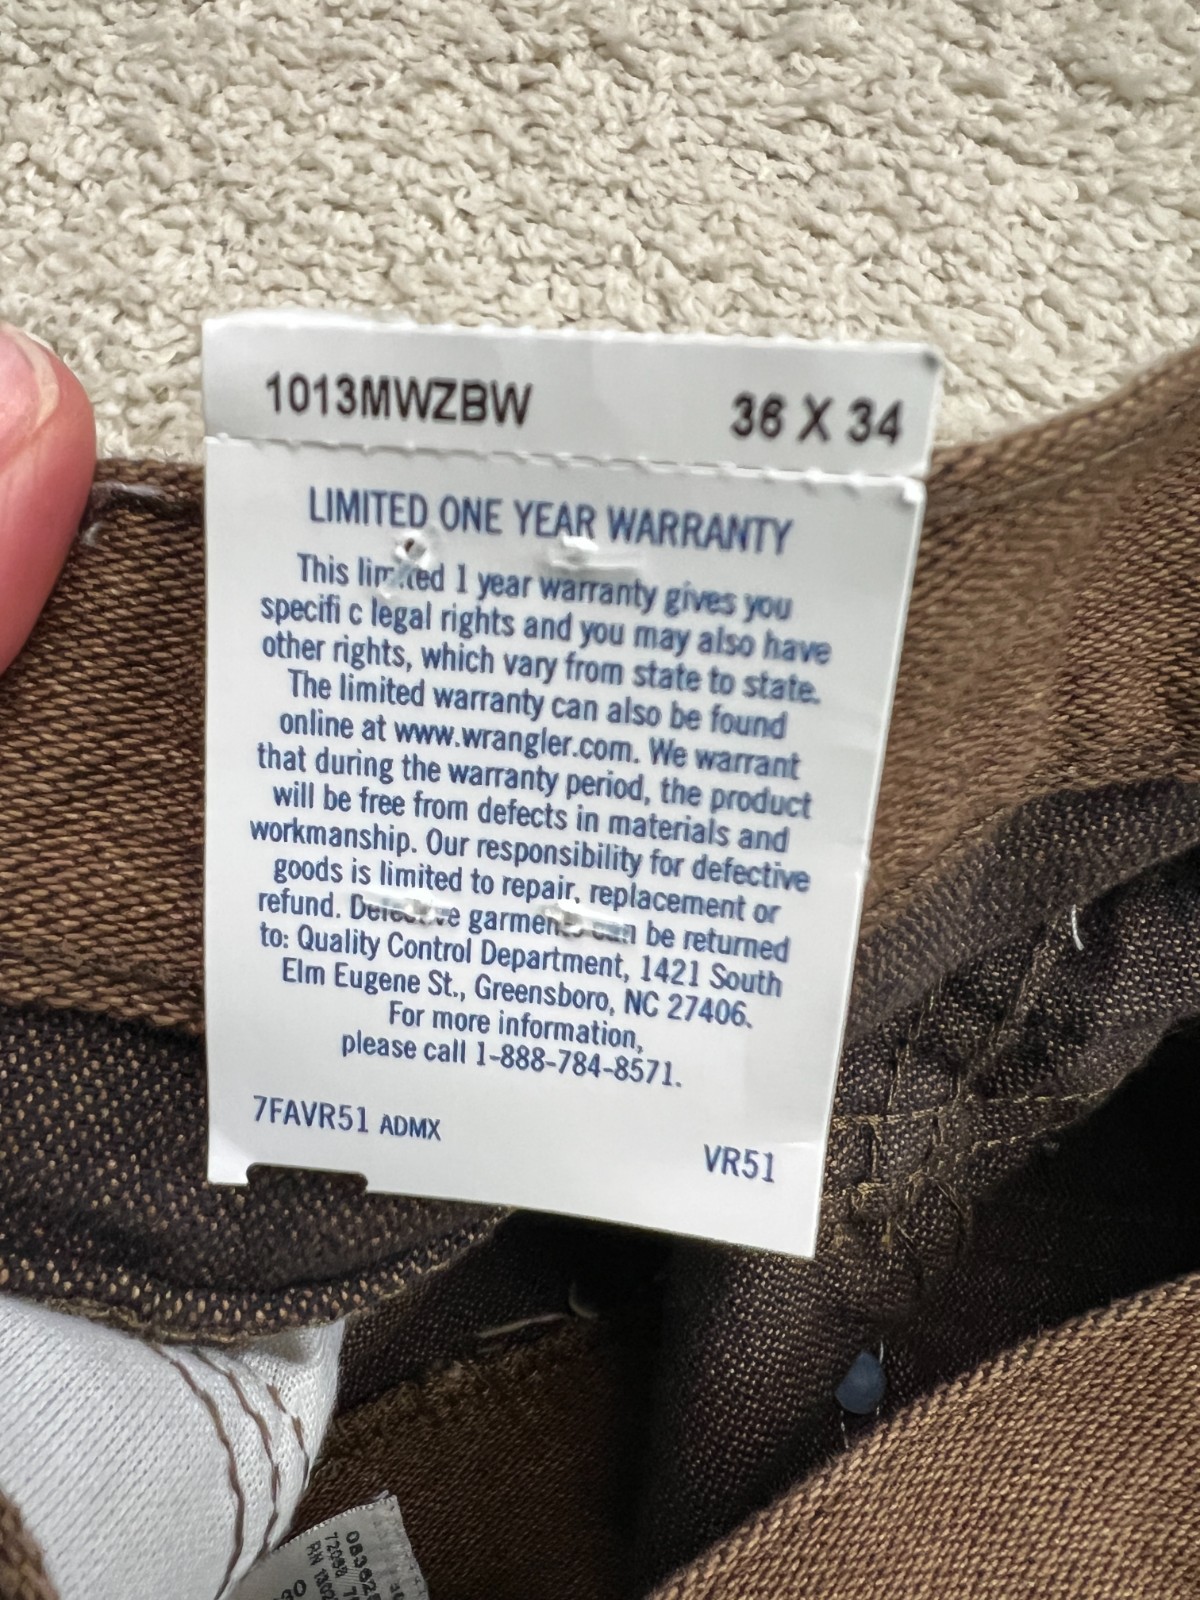 1013MWZBW 36 X 34
LIMITED ONE YEAR WARRANTY
This limited 1 year warranty gives you
specifi c legal rights and you may also have
other rights, which vary from state to state.
The limited warranty can also be found
online at www.wrangler.com. We warrant
that during the warranty period, the product
will be free from defects in materials and
workmanship. Our responsibility for defective
goods is limited to repair, replacement or
refund. Defective garments can be returned
to: Quality Control Department, 1421 South
Elm Eugene St., Greensboro, NC 27406.
For more information,
please call 1-888-784-8571.
7FAVR51 ADMX
VR51